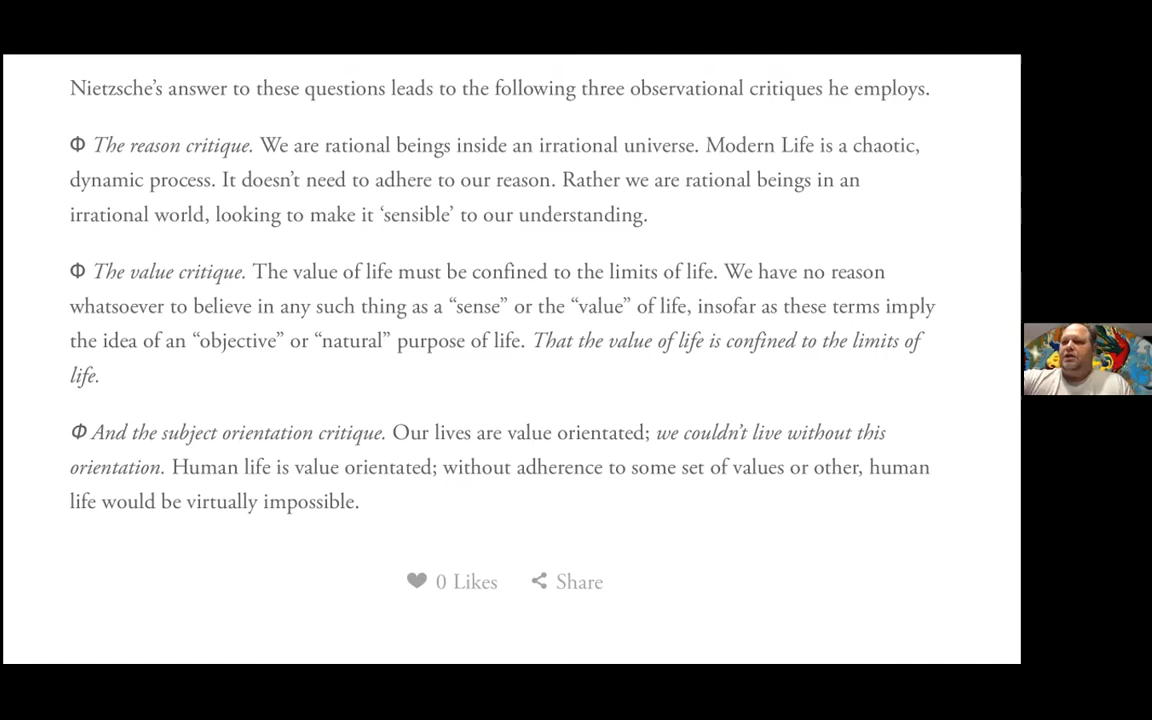 Nietzsche’s answer to these questions leads to the following three observational critiques he employs.
Φ The reason critique. We are rational beings inside an irrational universe. Modern Life is a chaotic,
dynamic process. It doesn’t need to adhere to our reason. Rather we are rational beings in an
irrational world, looking to make it ‘sensible’ to our understanding.
Φ The value critique. The value of life must be confined to the limits of life. We have no reason
whatsoever to believe in any such thing as a “sense” or the “value” of life, insofar as these terms imply
the idea of an “objective” or “natural” purpose of life. That the value of life is confined to the limits of
life.
Φ And the subject orientation critique. Our lives are value orientated; we couldn’t live without this
orientation. Human life is value orientated; without adherence to some set of values or other, human
life would be virtually impossible.
0 Likes Share